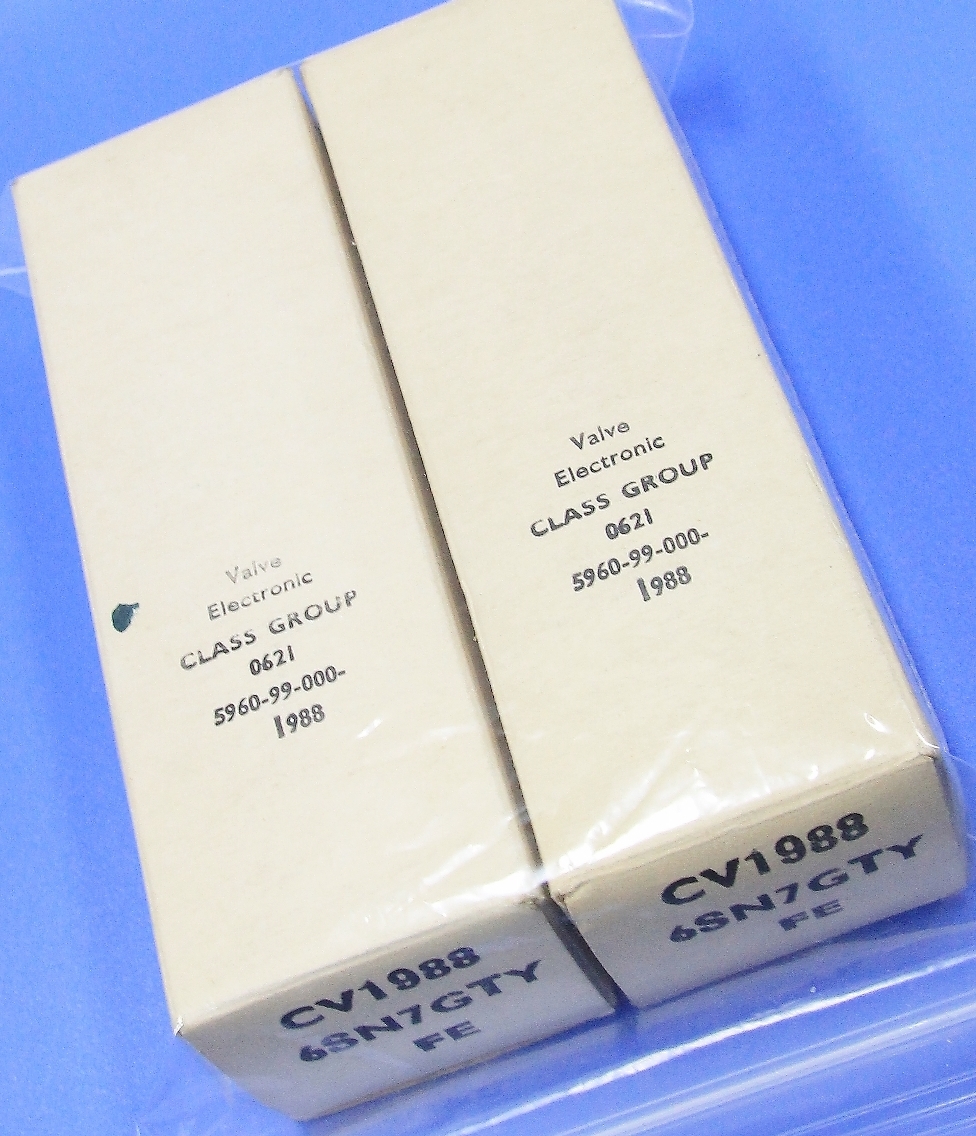 Valve
Electronic
CLASS GROUP
0621
5960-99-000-
1988
CV1988
6SN7GTY
FE
Valve
Electronic
CLASS GROUP
0621
5960-99-000-
1988
CV1988
6SN7GTY
FE